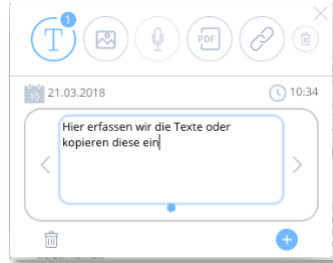 T
1
PDF
10
21.03.2018
10:34
Hier erfassen wir die Texte oder
kopieren diese ein